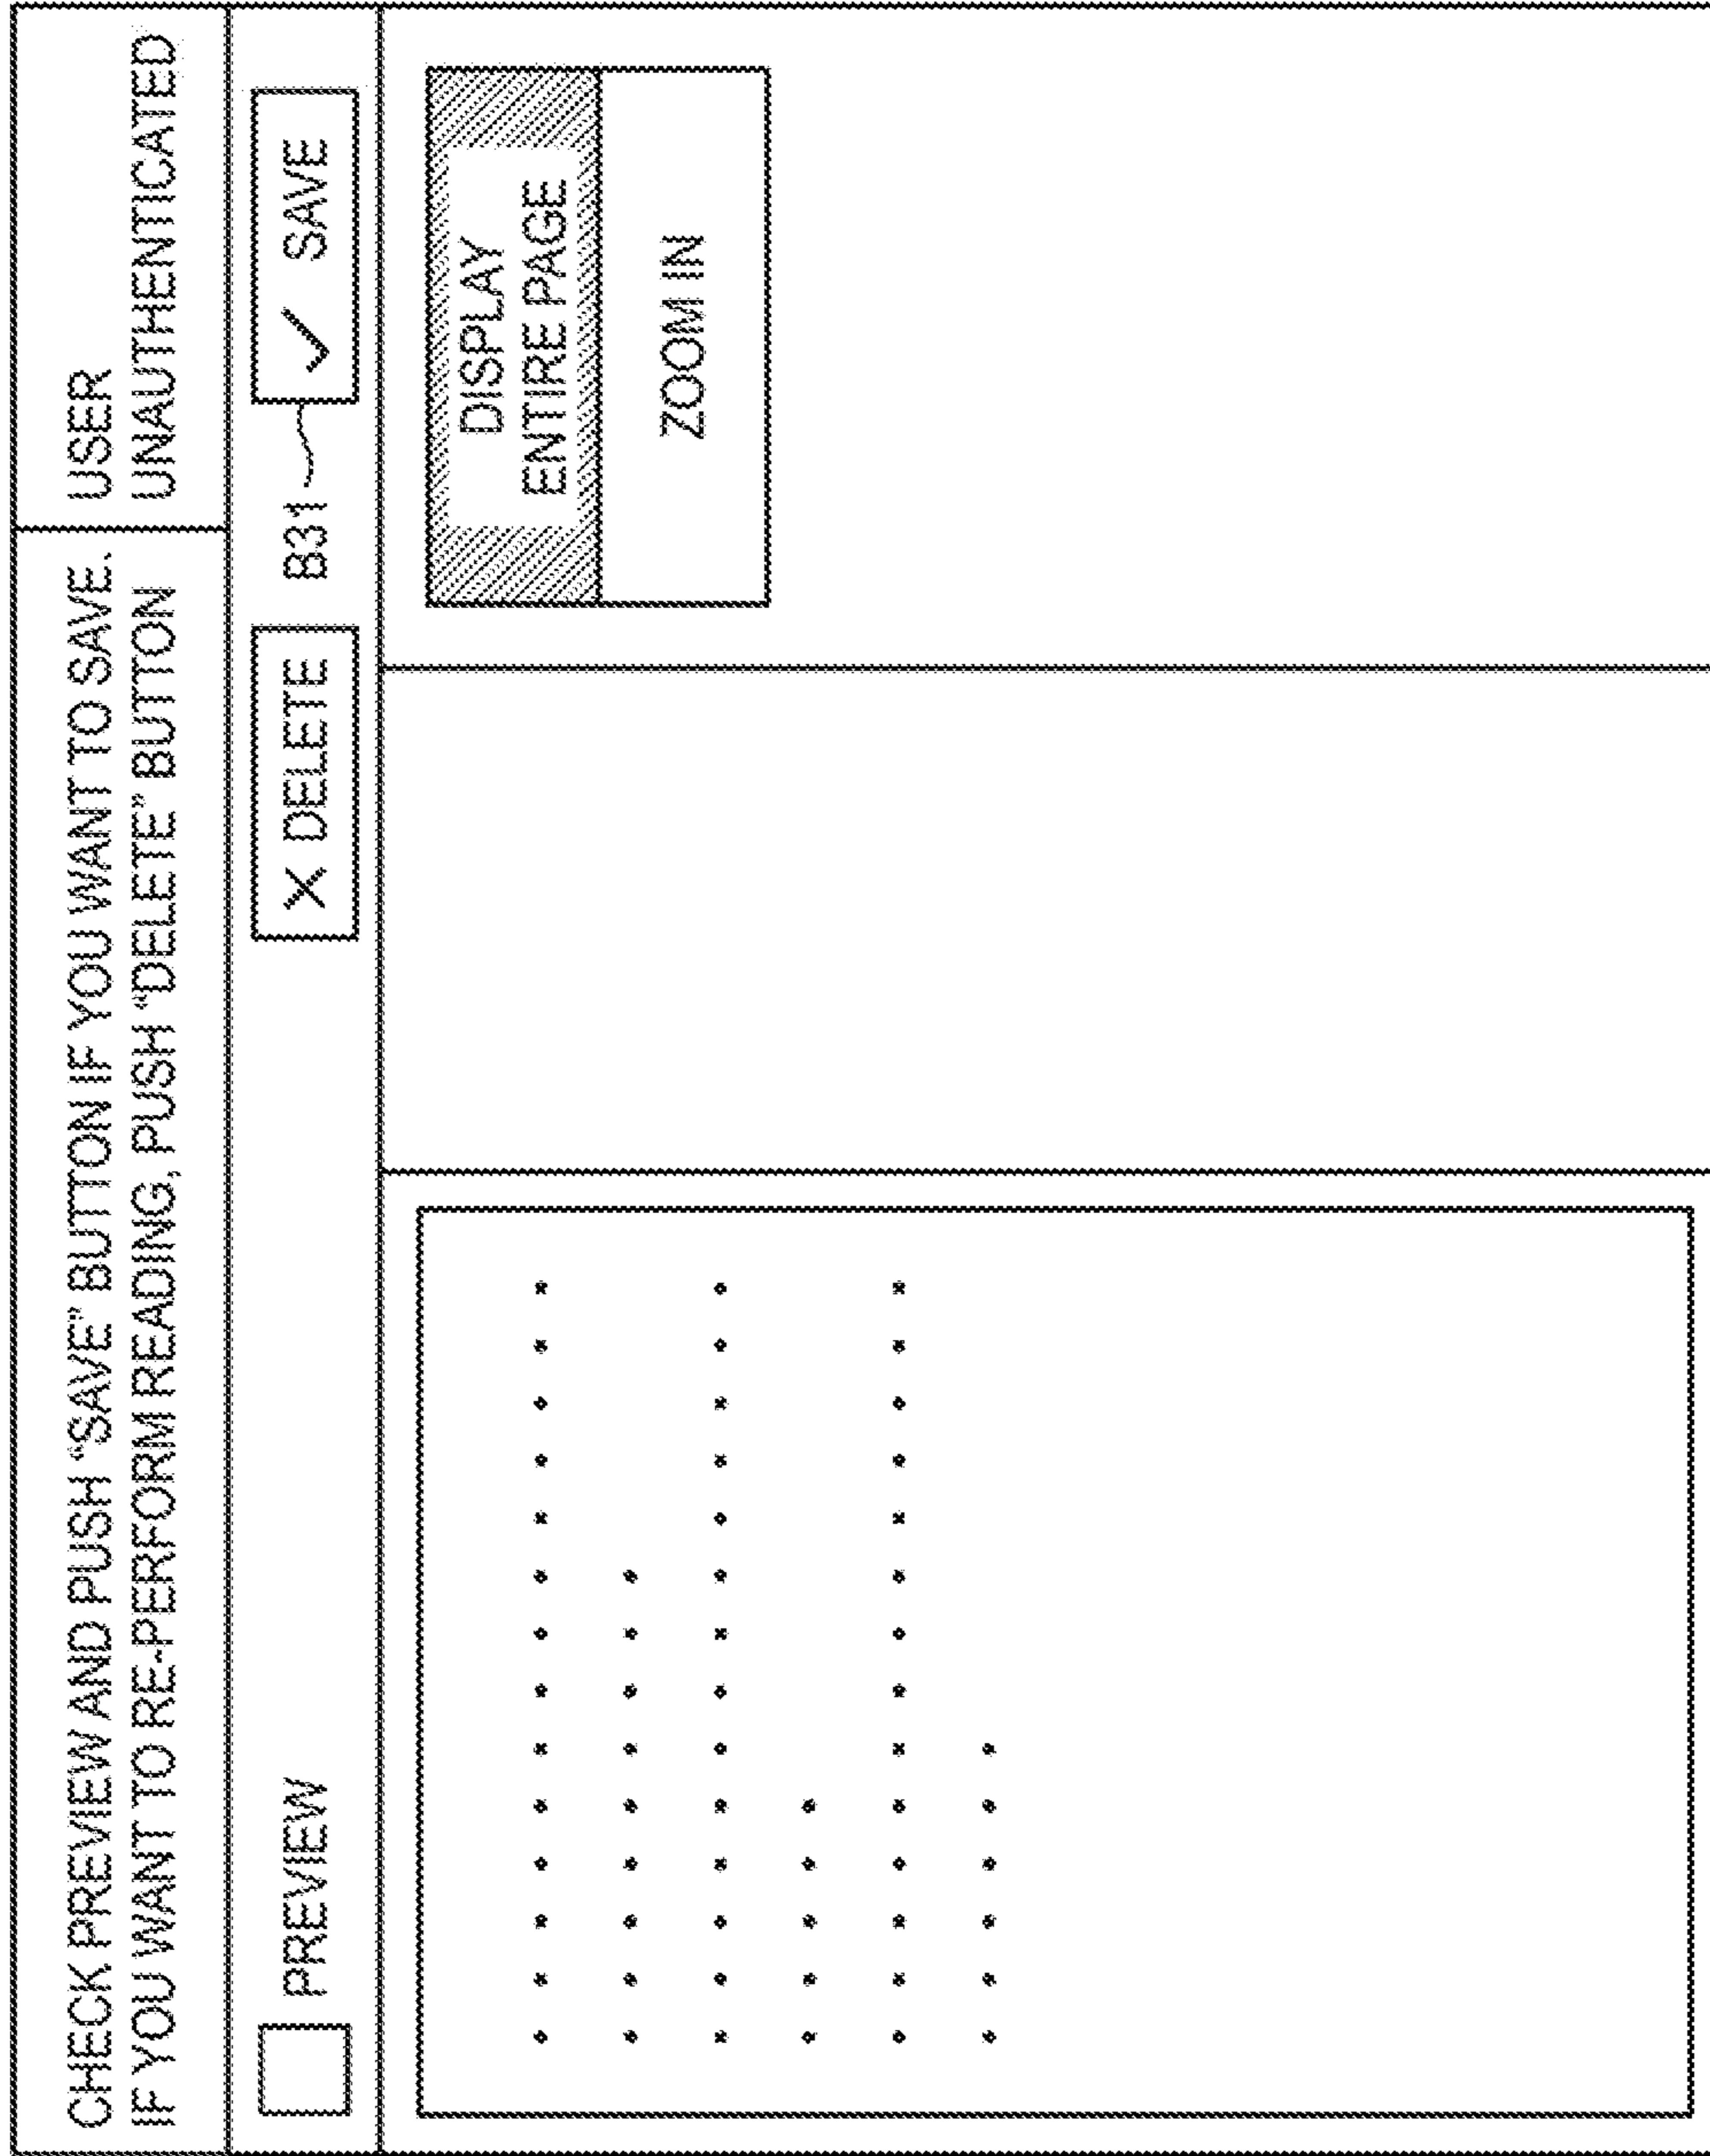 CHECK PREVIEW AND PUSH “SAVE” BUTTON IF YOU WANT TO SAVE.
IF YOU WANT TO RE-PERFORM READING, PUSH “DELETE” BUTTON
USER
UNAUTHENTICATED
PREVIEW
X DELETE
B31
✓ SAVE
DISPLAY
ENTIRE PAGE
ZOOM IN